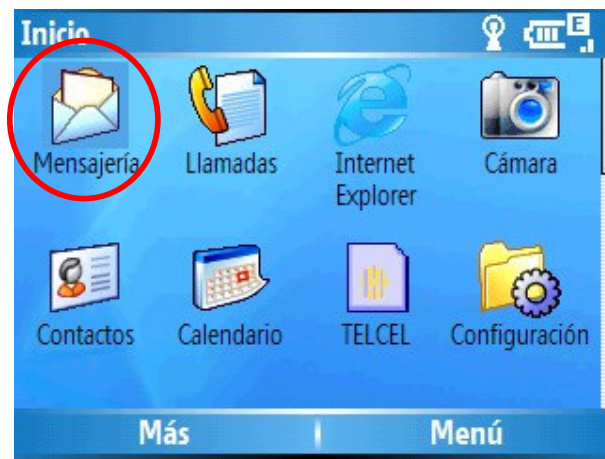 Inicio
E
Mensajería
Llamadas
Internet
Explorer
Cámara
Contactos
Calendario
TELCEL
Configuración
Más
Menú